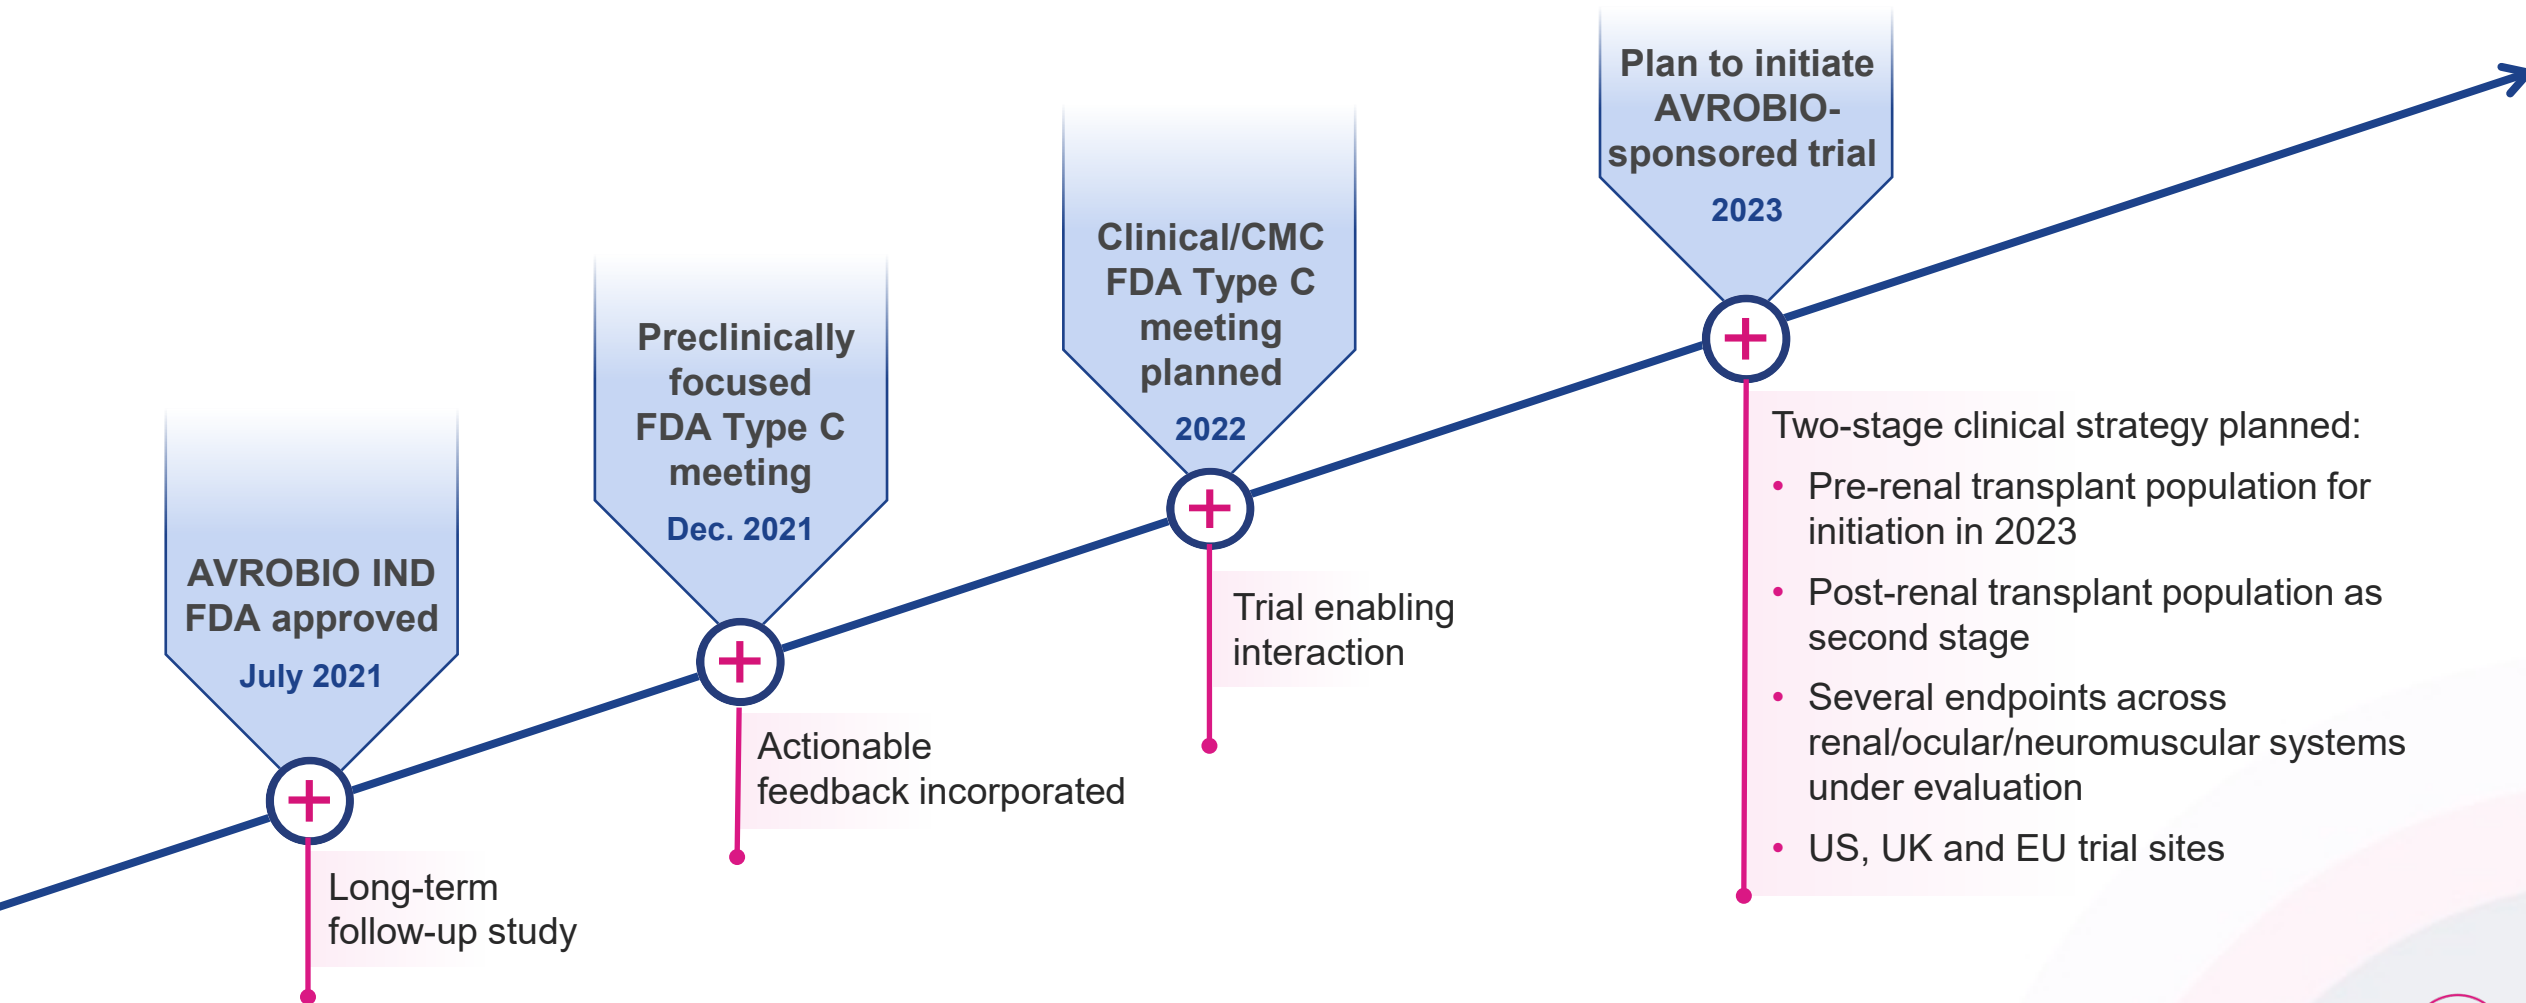 AVROBIO IND
FDA approved
July 2021
Long-term
follow-up study
Preclinically
focused
FDA Type C
meeting
Dec. 2021
Actionable
feedback incorporated
Clinical/CMC
FDA Type C
meeting
planned
2022
Trial enabling
interaction
Plan to initiate
AVROBIO-
sponsored trial
2023
Two-stage clinical strategy planned:
• Pre-renal transplant population for
initiation in 2023
• Post-renal transplant population as
second stage
• Several endpoints across
renal/ocular/neuromuscular systems
under evaluation
• US, UK and EU trial sites